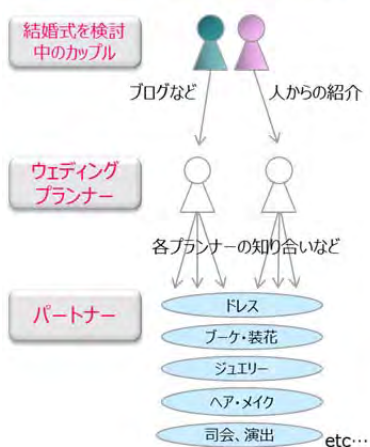 結婚式を検討
中のカップル
ブログなど
人からの紹介
ウェディング
プランナー
各プランナーの知り合いなど
パートナー
ドレス
ブーケ・装花
ジュエリー
ヘア・メイク
司会、演出
etc…